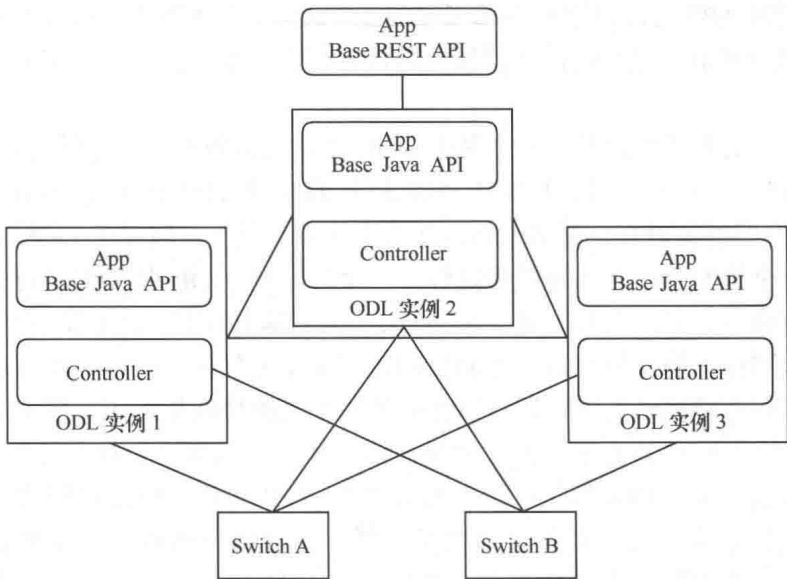 App
Base REST API
App
Base Java API
Controller
ODL 实例 2
App
Base Java API
Controller
ODL 实例 1
App
Base Java API
Controller
ODL 实例 3
Switch A
Switch B